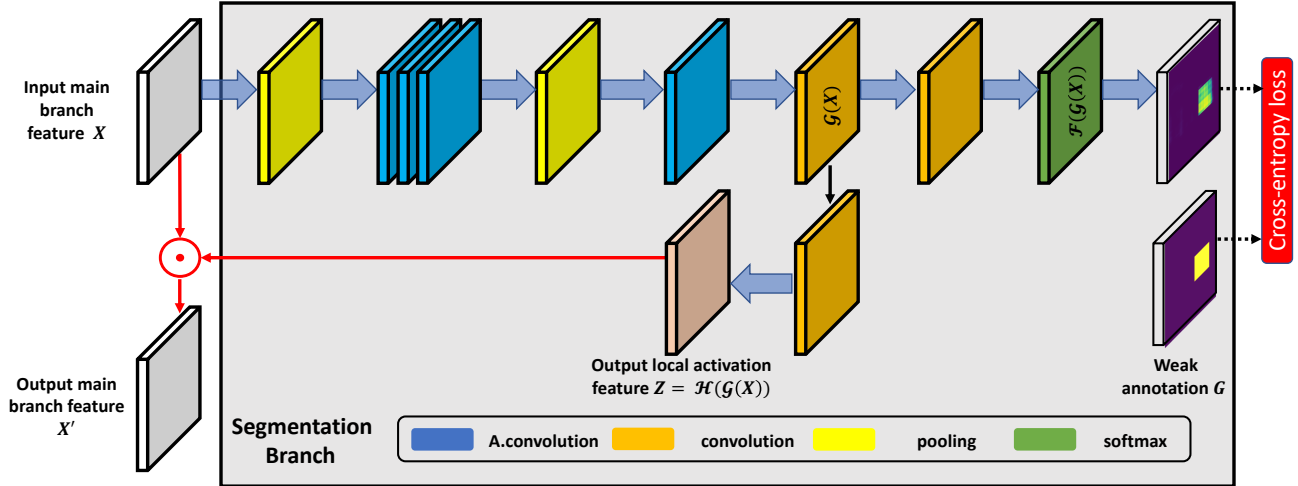 Input main
branch
feature X
𝒢(X)
ℱ(𝒢(X))
Cross-entropy loss
Output main
branch feature
X′
Output local activation
feature Z = ℋ(𝒢(X))
Weak
annotation G
Segmentation
Branch
A.convolution
convolution
pooling
softmax